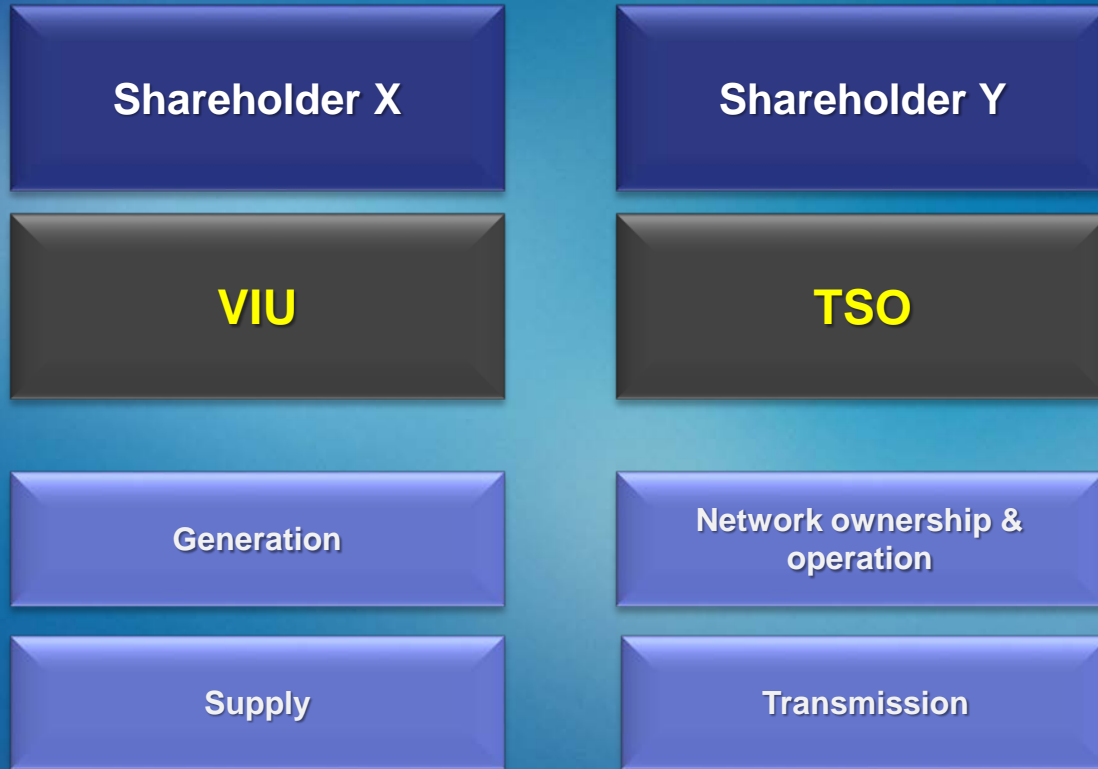 Shareholder X
Shareholder Y
VIU
TSO
Generation
Network ownership &
operation
Supply
Transmission